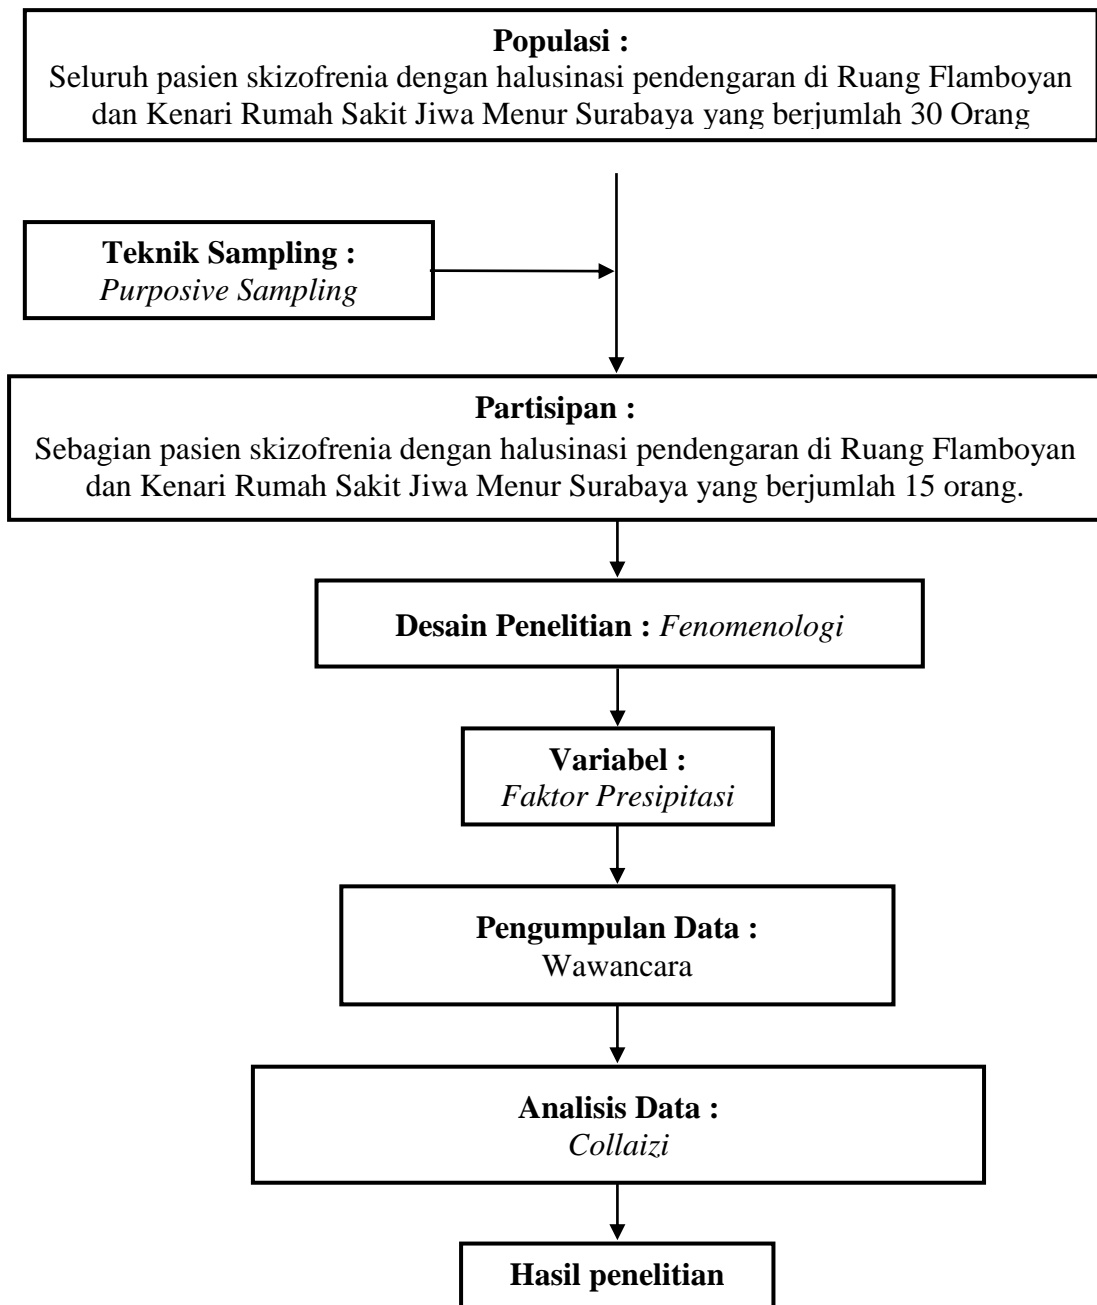 Populasi :
Seluruh pasien skizofrenia dengan halusinasi pendengaran di Ruang Flamboyan
dan Kenari Rumah Sakit Jiwa Menur Surabaya yang berjumlah 30 Orang
Teknik Sampling :
Purposive Sampling
Partisipan :
Sebagian pasien skizofrenia dengan halusinasi pendengaran di Ruang Flamboyan
dan Kenari Rumah Sakit Jiwa Menur Surabaya yang berjumlah 15 orang.
Desain Penelitian : Fenomenologi
Variabel :
Faktor Presipitasi
Pengumpulan Data :
Wawancara
Analisis Data :
Collaizi
Hasil penelitian